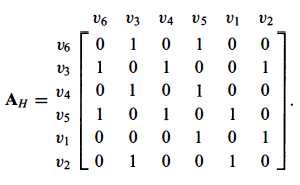 v6 v3 v4 v5 v1 v2
v6 0 1 0 1 0 0
v3 1 0 1 0 0 1
v4 0 1 0 1 0 0
AH = v5 1 0 1 0 1 0 .
v1 0 0 0 1 0 1
v2 0 1 0 0 1 0